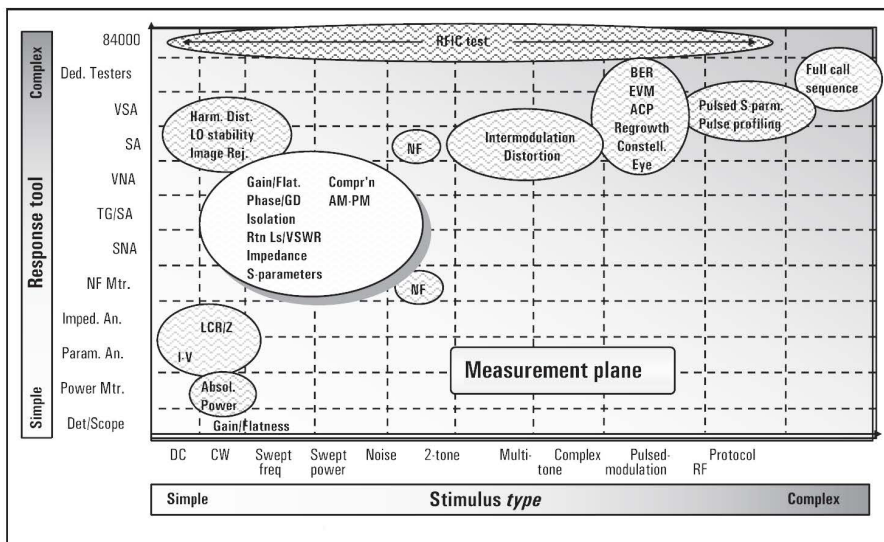 Complex
Response tool
Simple
84000
Ded. Testers
VSA
SA
VNA
TG/SA
SNA
NF Mtr.
Imped. An.
Param. An.
Power Mtr.
Det/Scope
RFIC test
Full call
sequence
BER
EVM
ACP
Regrowth
Constell.
Eye
Pulsed S-parm.
Pulse profiling
Harm. Dist.
LO stability
Image Rej.
NF
Intermodulation
Distortion
Gain/Flat. Compr'n
Phase/GD AM-PM
Isolation
Rtn Ls/VSWR
Impedance
S-parameters
NF
LCR/Z
I-V
Measurement plane
Absol.
Power
Gain/Flatness
DC CW Swept Swept Noise 2-tone Multi- Complex Pulsed- Protocol
freq power tone modulation RF
Simple Stimulus type Complex